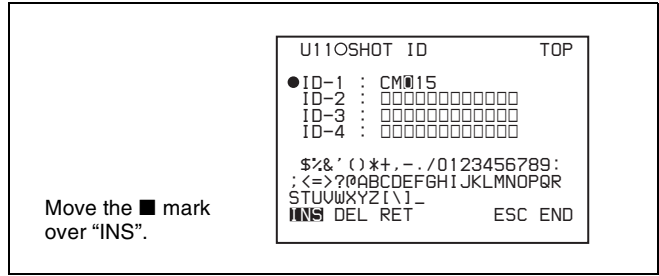 U11○SHOT ID TOP
●ID-1 : CM▯15
ID-2 : ▯▯▯▯▯▯▯▯▯▯▯▯
ID-3 : ▯▯▯▯▯▯▯▯▯▯▯▯
ID-4 : ▯▯▯▯▯▯▯▯▯▯▯▯
$%&'()*+,-./0123456789:
;<=>?@ABCDEFGHIJKLMNOPQR
STUVWXYZ[\]_
INS DEL RET ESC END
Move the ■ mark
over “INS”.